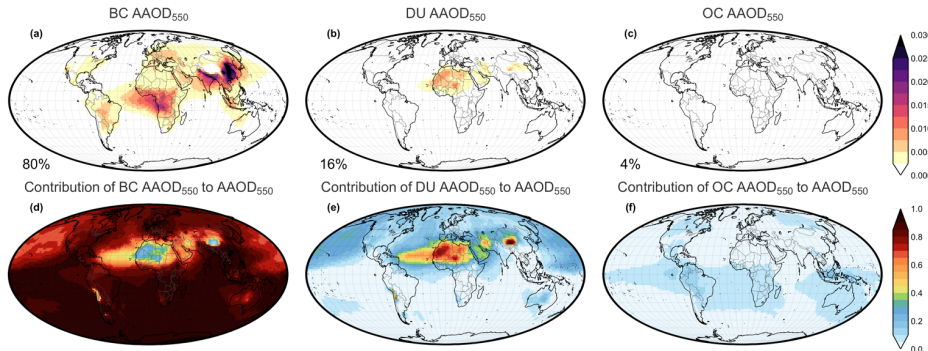 BC AAOD550
DU AAOD550
OC AAOD550
(a)
(b)
(c)
80%
16%
4%
Contribution of BC AAOD550 to AAOD550
Contribution of DU AAOD550 to AAOD550
Contribution of OC AAOD550 to AAOD550
(d)
(e)
(f)
1.0
0.8
0.6
0.4
0.2
0.0